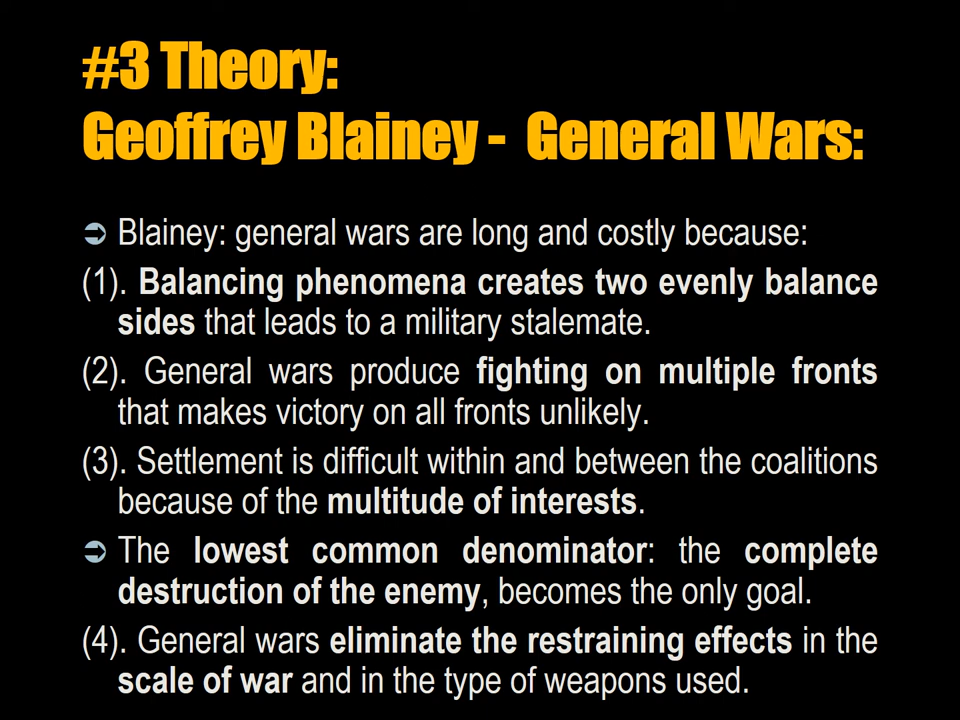 #3 Theory:
Geoffrey Blainey - General Wars:
➲ Blainey: general wars are long and costly because:
(1). Balancing phenomena creates two evenly balance
sides that leads to a military stalemate.
(2). General wars produce fighting on multiple fronts
that makes victory on all fronts unlikely.
(3). Settlement is difficult within and between the coalitions
because of the multitude of interests.
➲ The lowest common denominator: the complete
destruction of the enemy, becomes the only goal.
(4). General wars eliminate the restraining effects in the
scale of war and in the type of weapons used.